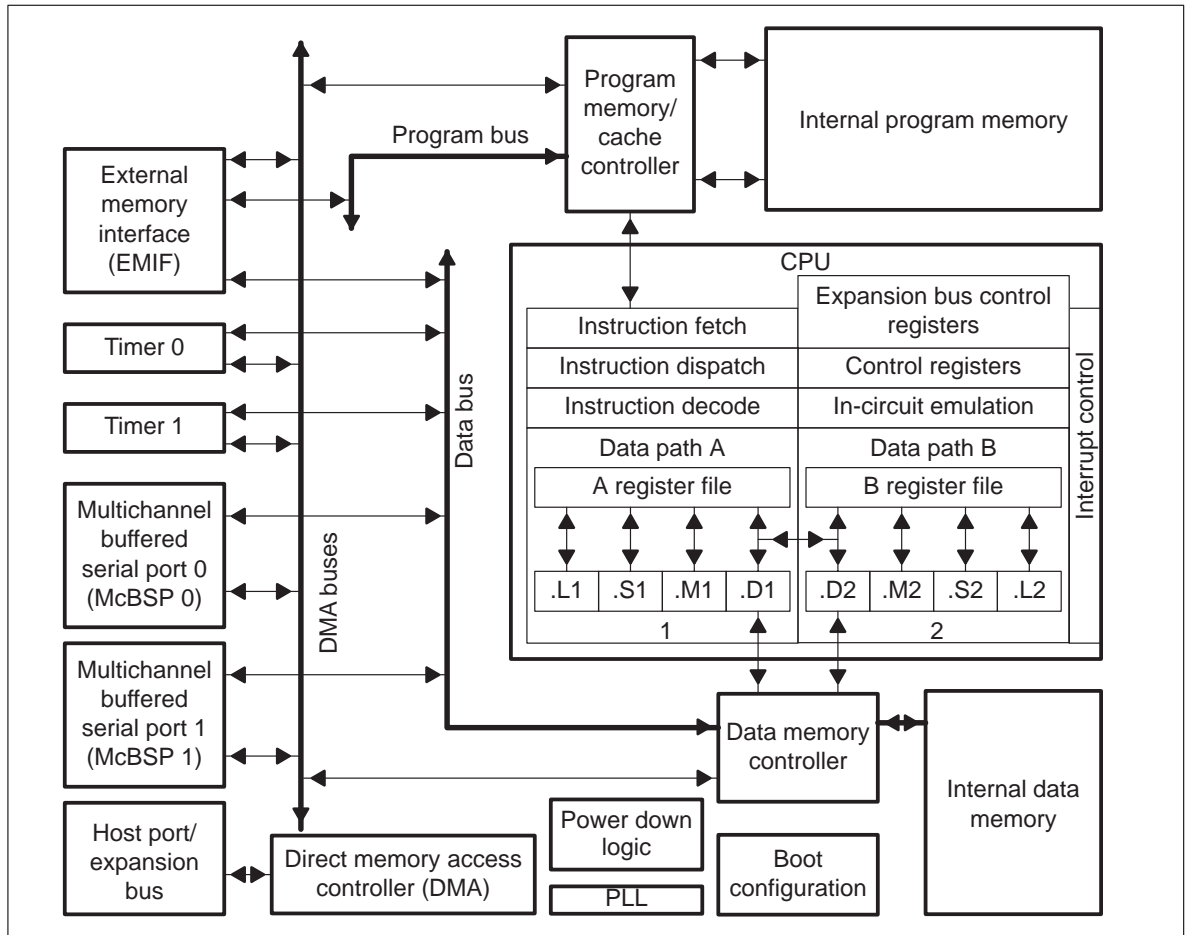 Program
memory/
cache
controller
Internal program memory
Program bus
External
memory
interface
(EMIF)
CPU
Expansion bus control
registers
Instruction fetch
Timer 0
Instruction dispatch
Control registers
Timer 1
Instruction decode
In-circuit emulation
Interrupt control
Data bus
Data path A
Data path B
A register file
B register file
Multichannel
buffered
serial port 0
(McBSP 0)
DMA buses
.L1 .S1 .M1 .D1
.D2 .M2 .S2 .L2
1
2
Multichannel
buffered
serial port 1
(McBSP 1)
Data memory
controller
Internal data
memory
Host port/
expansion
bus
Direct memory access
controller (DMA)
Power down
logic
PLL
Boot
configuration